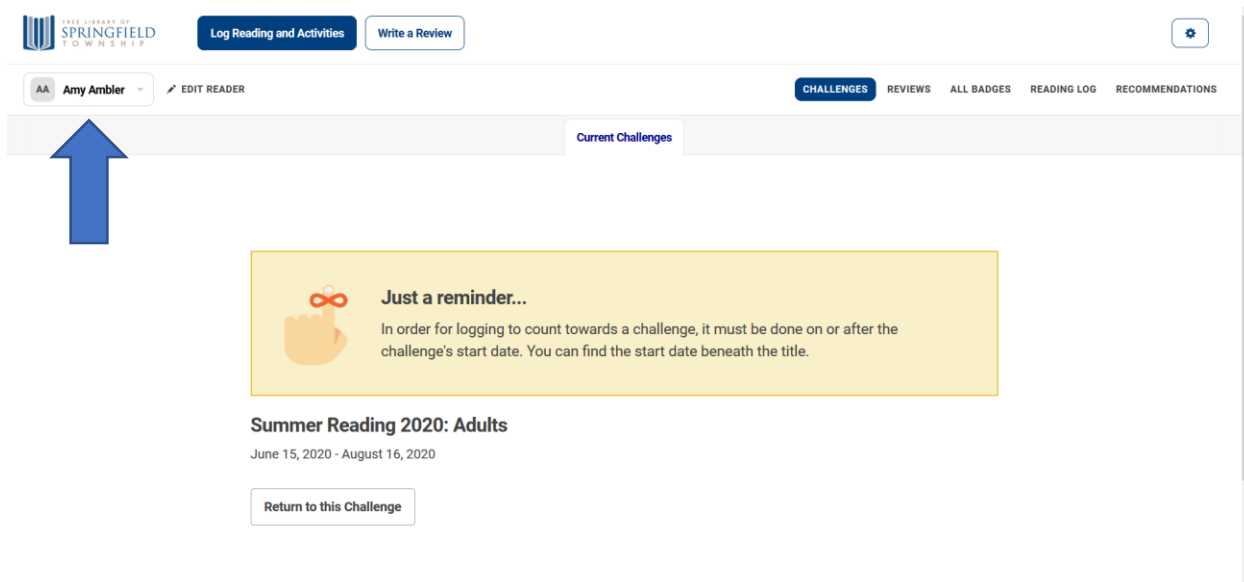 FREE LIBRARY OF
SPRINGFIELD
TOWNSHIP
Log Reading and Activities
Write a Review
AA Amy Ambler
EDIT READER
CHALLENGES REVIEWS ALL BADGES READING LOG RECOMMENDATIONS
Current Challenges
Just a reminder...
In order for logging to count towards a challenge, it must be done on or after the
challenge's start date. You can find the start date beneath the title.
Summer Reading 2020: Adults
June 15, 2020 - August 16, 2020
Return to this Challenge